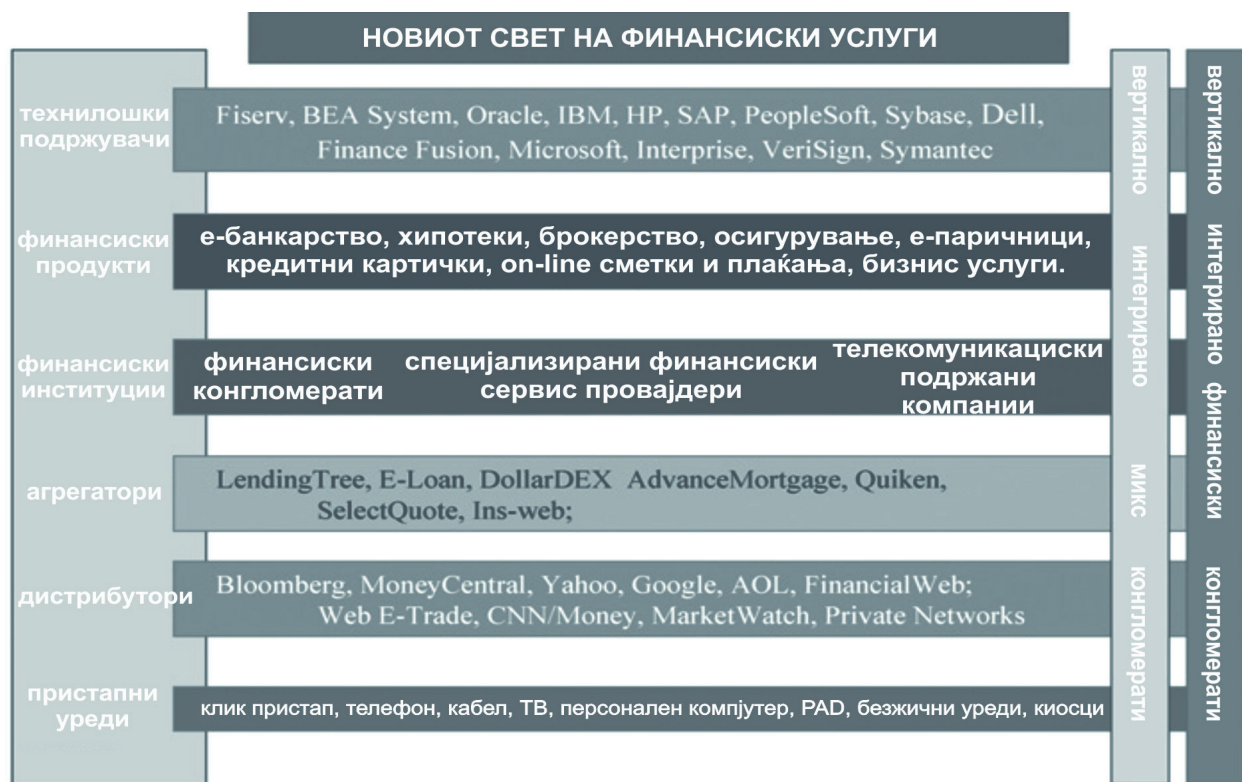 НОВИОТ СВЕТ НА ФИНАНСИСКИ УСЛУГИ
технилошки
подржувачи
Fiserv, BEA System, Oracle, IBM, HP, SAP, PeopleSoft, Sybase, Dell,
Finance Fusion, Microsoft, Interprise, VeriSign, Symantec
финансиски
продукти
е-банкарство, хипотеки, брокерство, осигурување, е-паричници,
кредитни картички, on-line сметки и плаќања, бизнис услуги.
финансиски
институции
финансиски
конгломерати
специјализирани финансиски
сервис провајдери
телекомуникациски
подржани
компании
агрегатори
LendingTree, E-Loan, DollarDEX AdvanceMortgage, Quiken,
SelectQuote, Ins-web;
дистрибутори
Bloomberg, MoneyCentral, Yahoo, Google, AOL, FinancialWeb;
Web E-Trade, CNN/Money, MarketWatch, Private Networks
пристапни
уреди
клик пристап, телефон, кабел, ТВ, персонален компјутер, PAD, безжични уреди, киосци
вертикално интегрирано микс конгломерати
вертикално интегрирано финансиски конгломерати